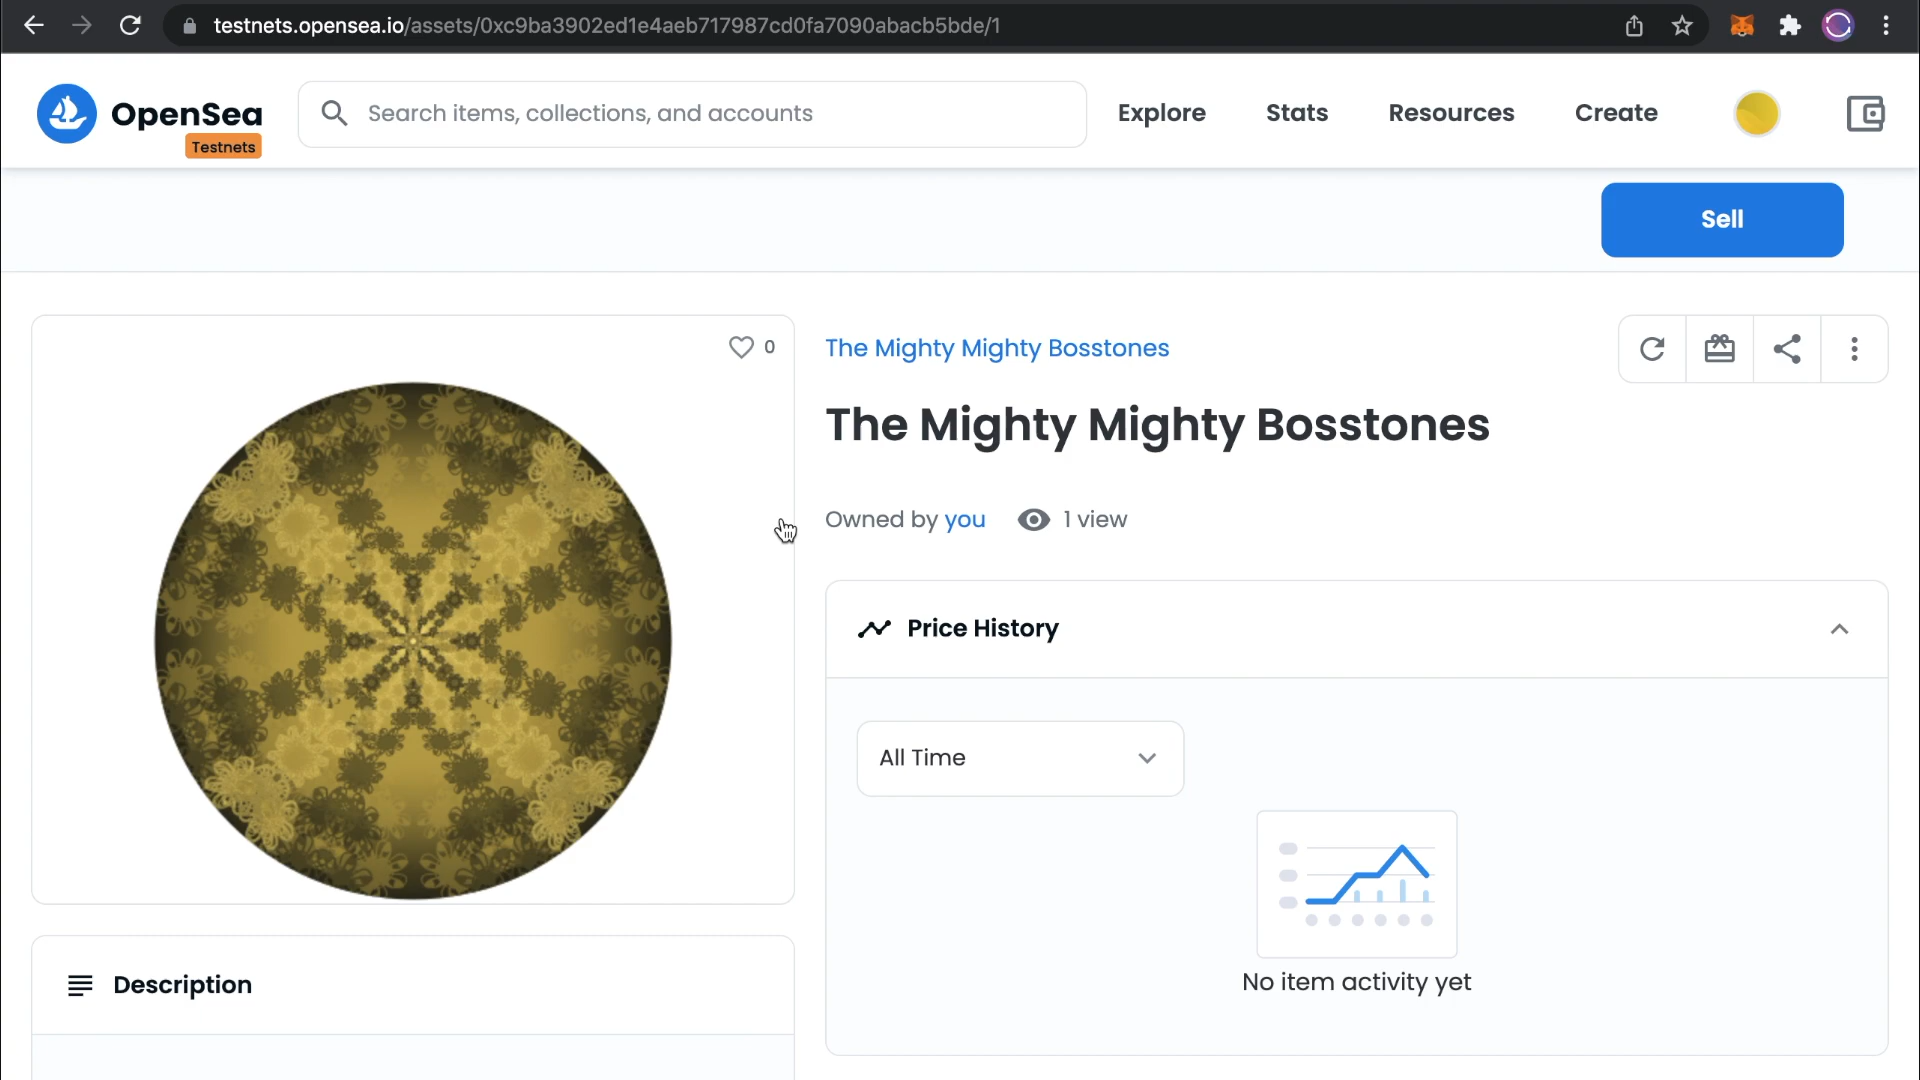 testnets.opensea.io/assets/0xc9ba3902ed1e4aeb717987cd0fa7090abacb5bde/1
OpenSea
Testnets
Search items, collections, and accounts
Explore
Stats
Resources
Create
Sell
0
The Mighty Mighty Bosstones
The Mighty Mighty Bosstones
Owned by you
1 view
Price History
All Time
No item activity yet
Description